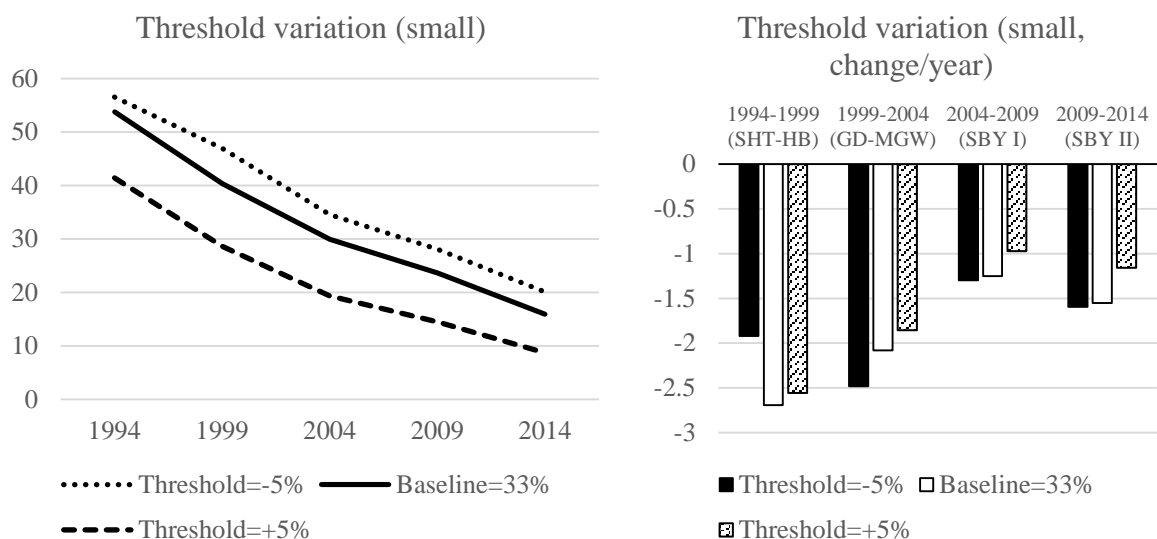 Threshold variation (small)
60
50
40
30
20
10
0
1994 1999 2004 2009 2014
Threshold=-5% Baseline=33%
Threshold=+5%
Threshold variation (small,
change/year)
1994-1999 1999-2004 2004-2009 2009-2014
(SHT-HB) (GD-MGW) (SBY I) (SBY II)
0
-0.5
-1
-1.5
-2
-2.5
-3
Threshold=-5% Baseline=33%
Threshold=+5%